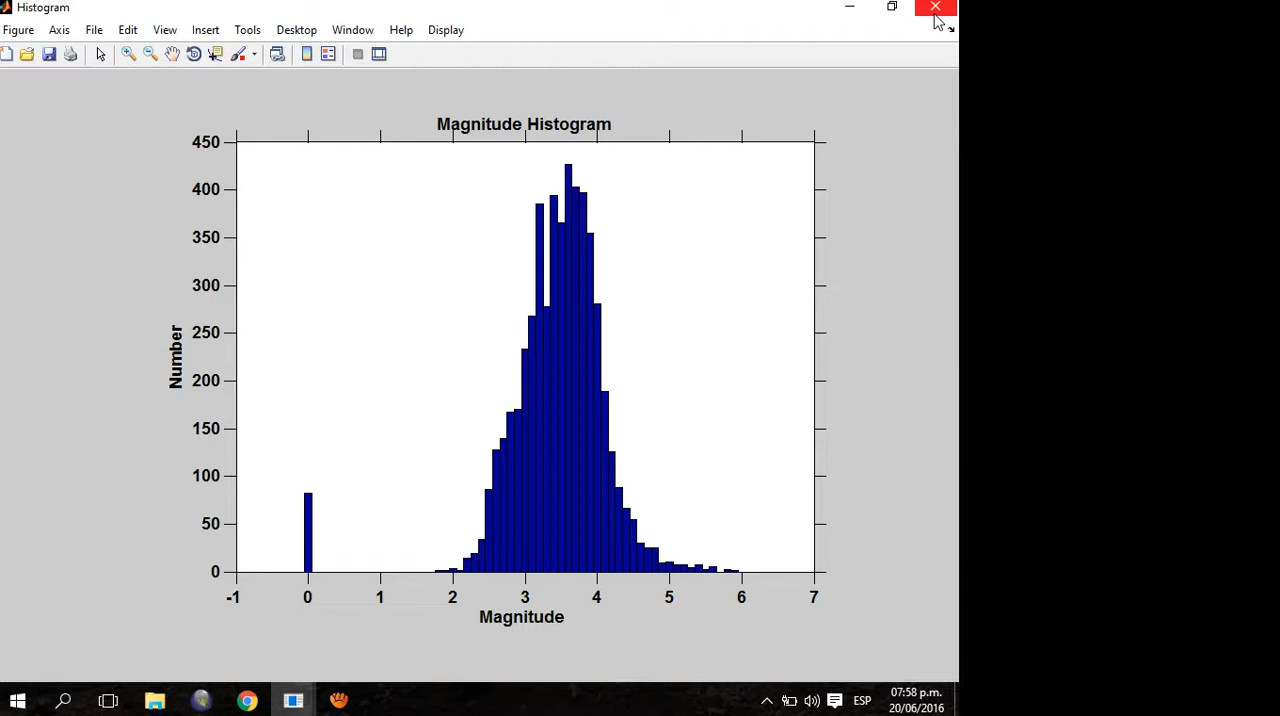 Histogram
Figure Axis File Edit View Insert Tools Desktop Window Help Display
Magnitude Histogram
450
400
350
300
250
200
150
100
50
0
Number
-1 0 1 2 3 4 5 6 7
Magnitude
ESP
07:58 p.m.
20/06/2016